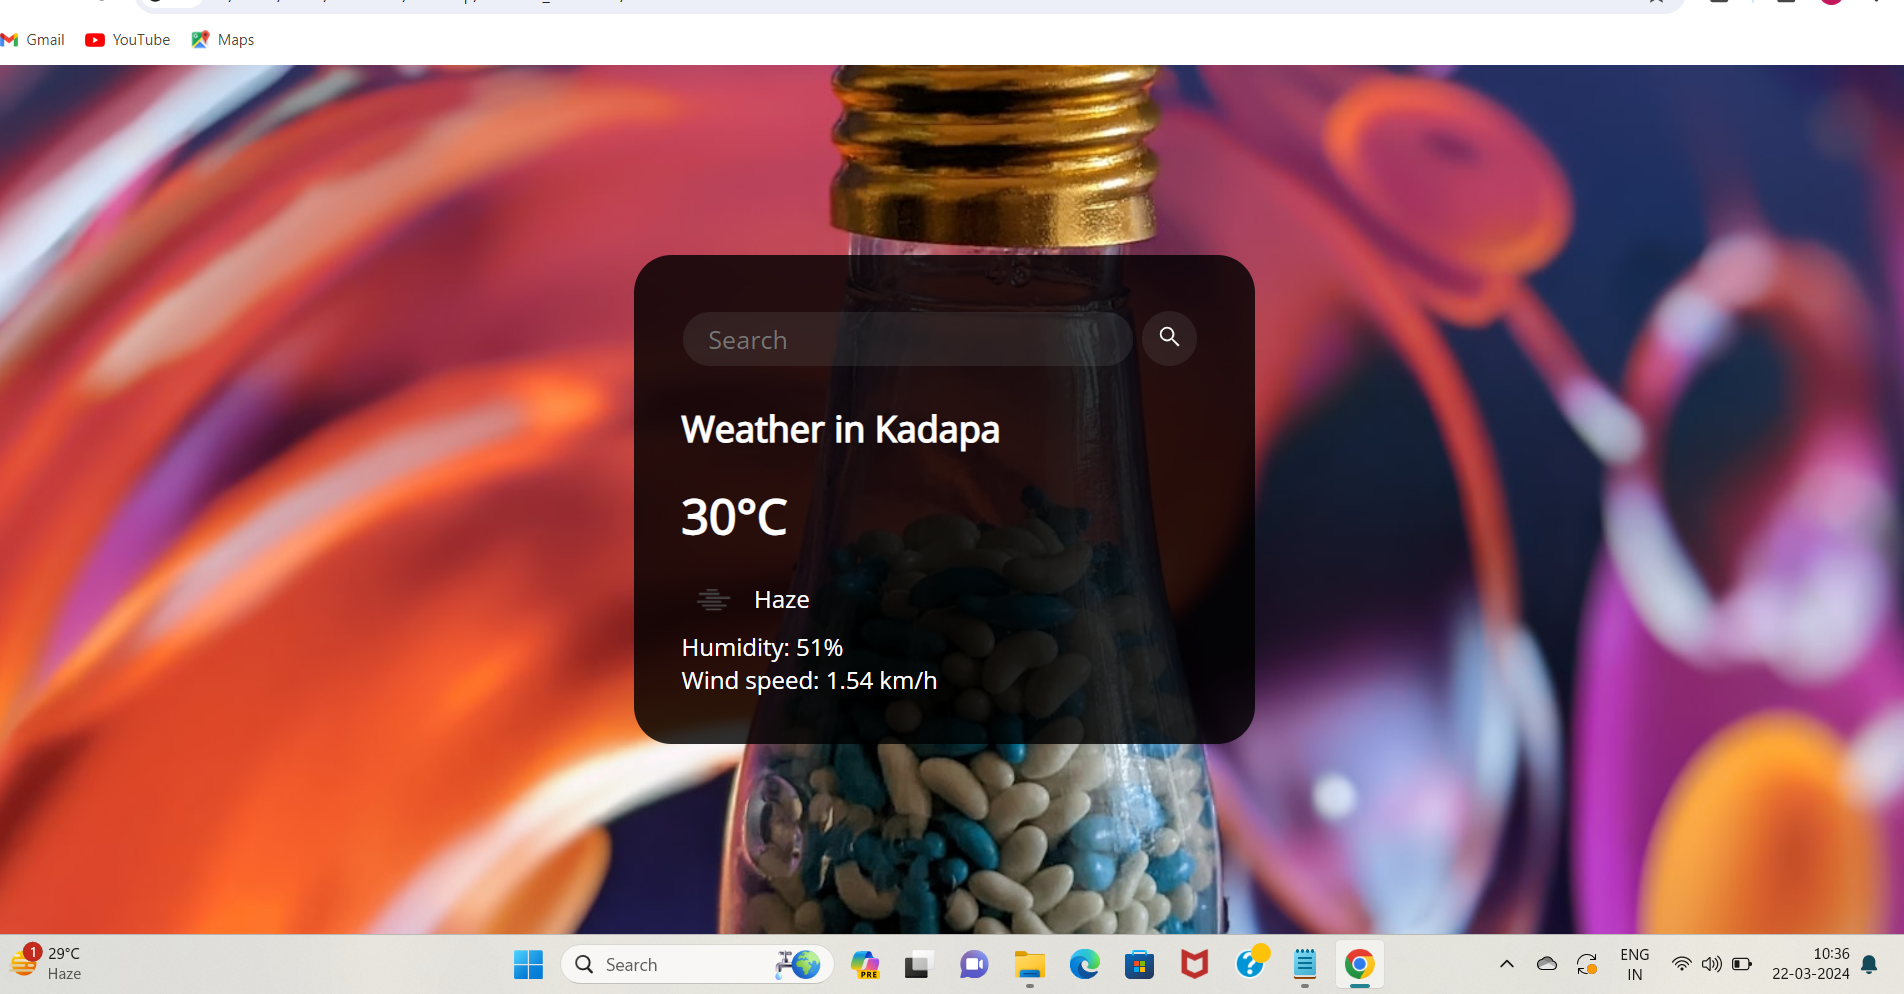 Gmail YouTube Maps
Search
Weather in Kadapa
30°C
Haze
Humidity: 51%
Wind speed: 1.54 km/h
1
29°C
Haze
Search
PRE
ENG
IN
10:36
22-03-2024